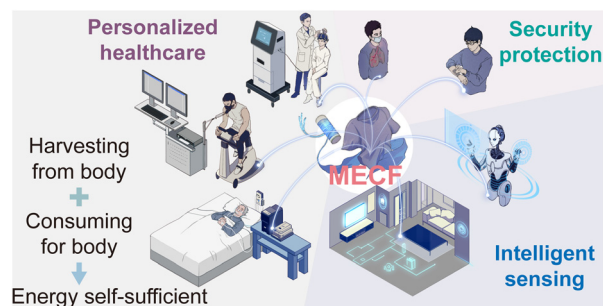 Personalized
healthcare
Security
protection
Harvesting
from body
+
Consuming
for body
Energy self-sufficient
MECF
Intelligent
sensing